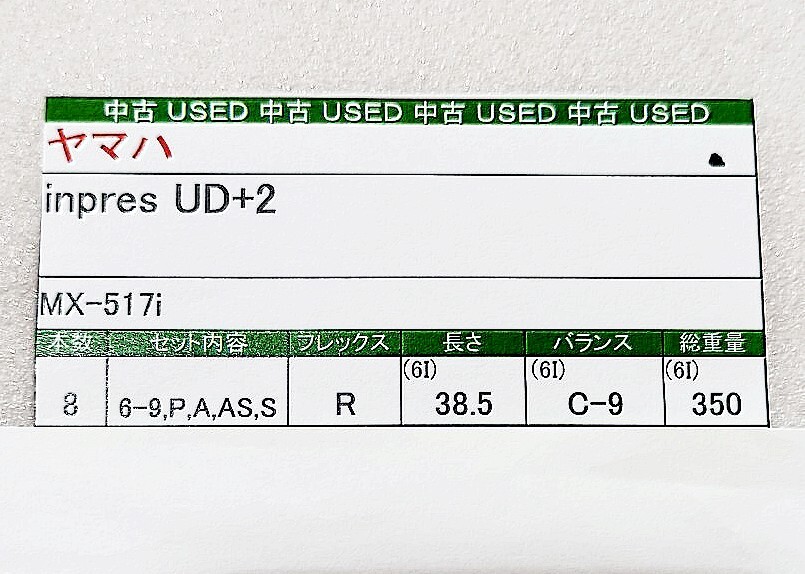 中古 USED 中古 USED 中古 USED 中古 USED
ヤマハ
inpres UD+2
MX-517i
本数 セット内容 フレックス 長さ バランス 総重量
(6I) (6I) (6I)
8 6-9,P,A,AS,S R 38.5 C-9 350